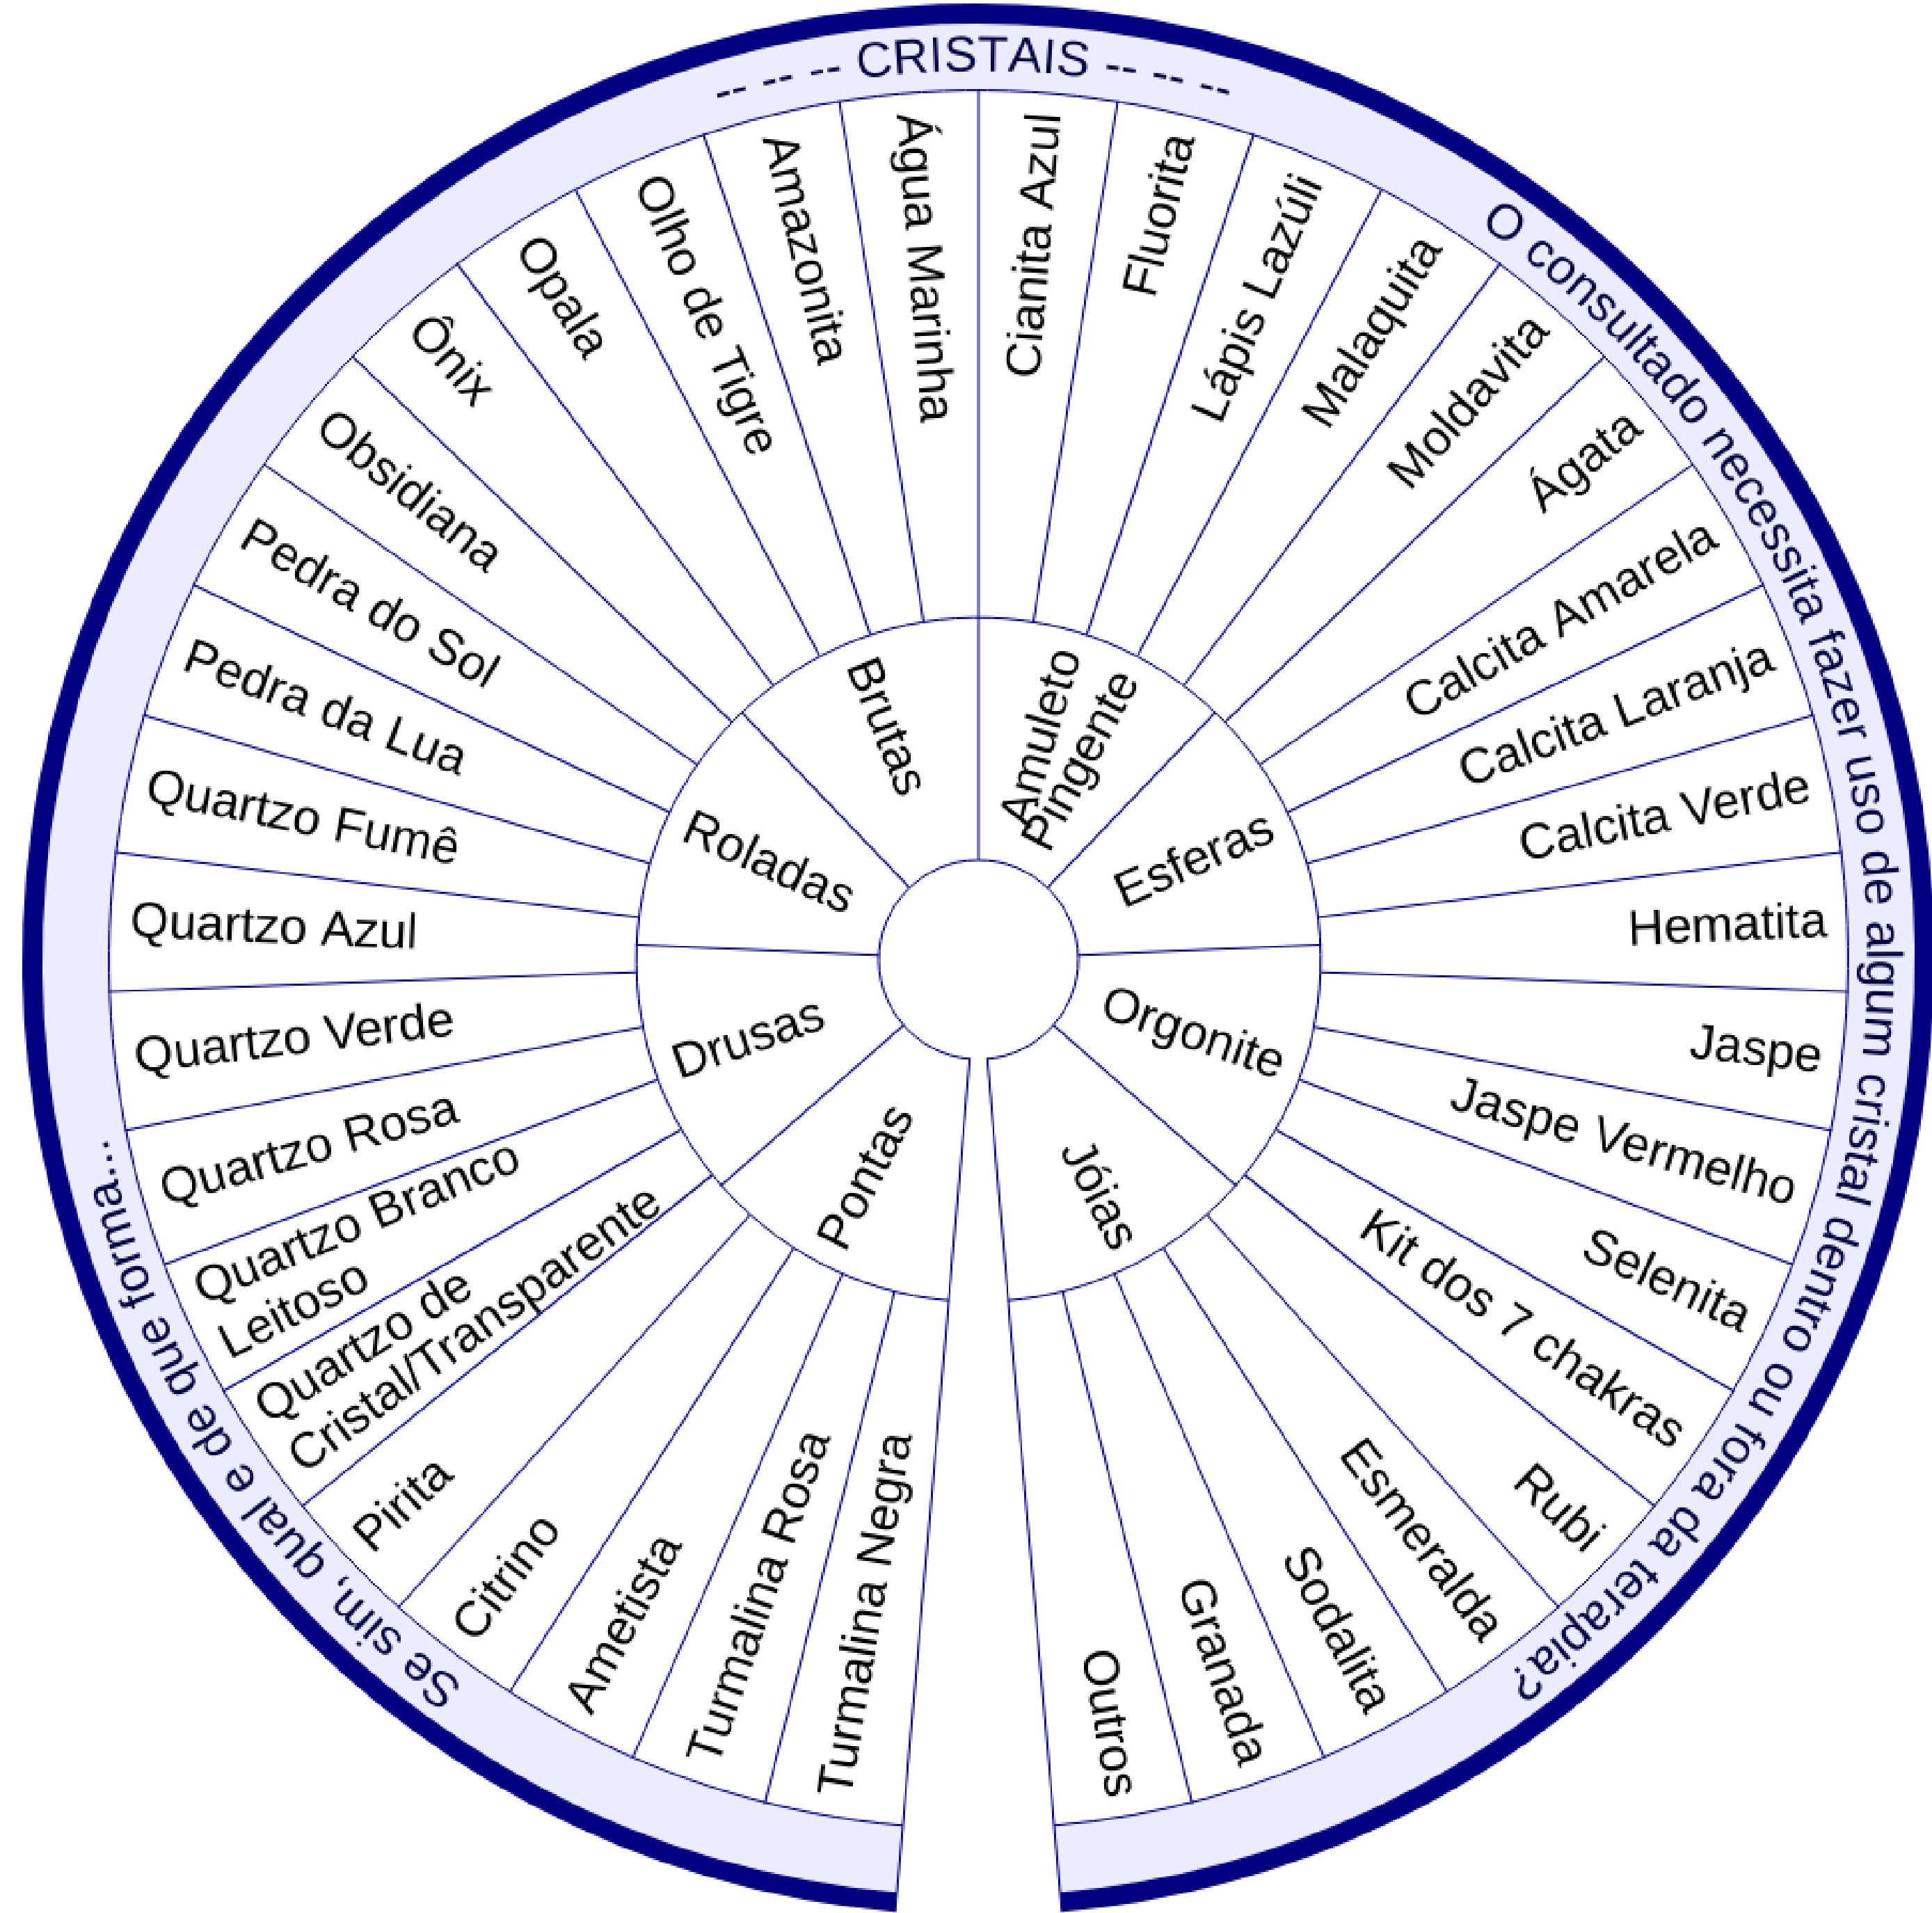 -- -- -- CRISTAIS -- -- --
O consultado necessita fazer uso de algum cristal dentro ou fora da terapia?
Se sim, qual e de que forma...
Turmalina Negra
Turmalina Rosa
Ametista
Citrino
Pirita
Quartzo de
Cristal/Transparente
Quartzo Branco
Leitoso
Quartzo Rosa
Quartzo Verde
Quartzo Azul
Quartzo Fumê
Pedra da Lua
Pedra do Sol
Obsidiana
Ônix
Opala
Olho de Tigre
Amazonita
Água Marinha
Cianita Azul
Fluorita
Lápis Lazúli
Malaquita
Moldavita
Ágata
Calcita Amarela
Calcita Laranja
Calcita Verde
Hematita
Jaspe
Jaspe Vermelho
Selenita
Kit dos 7 chakras
Rubi
Esmeralda
Sodalita
Granada
Outros
Pontas
Drusas
Roladas
Brutas
Amuleto
Pingente
Esferas
Orgonite
Jóias